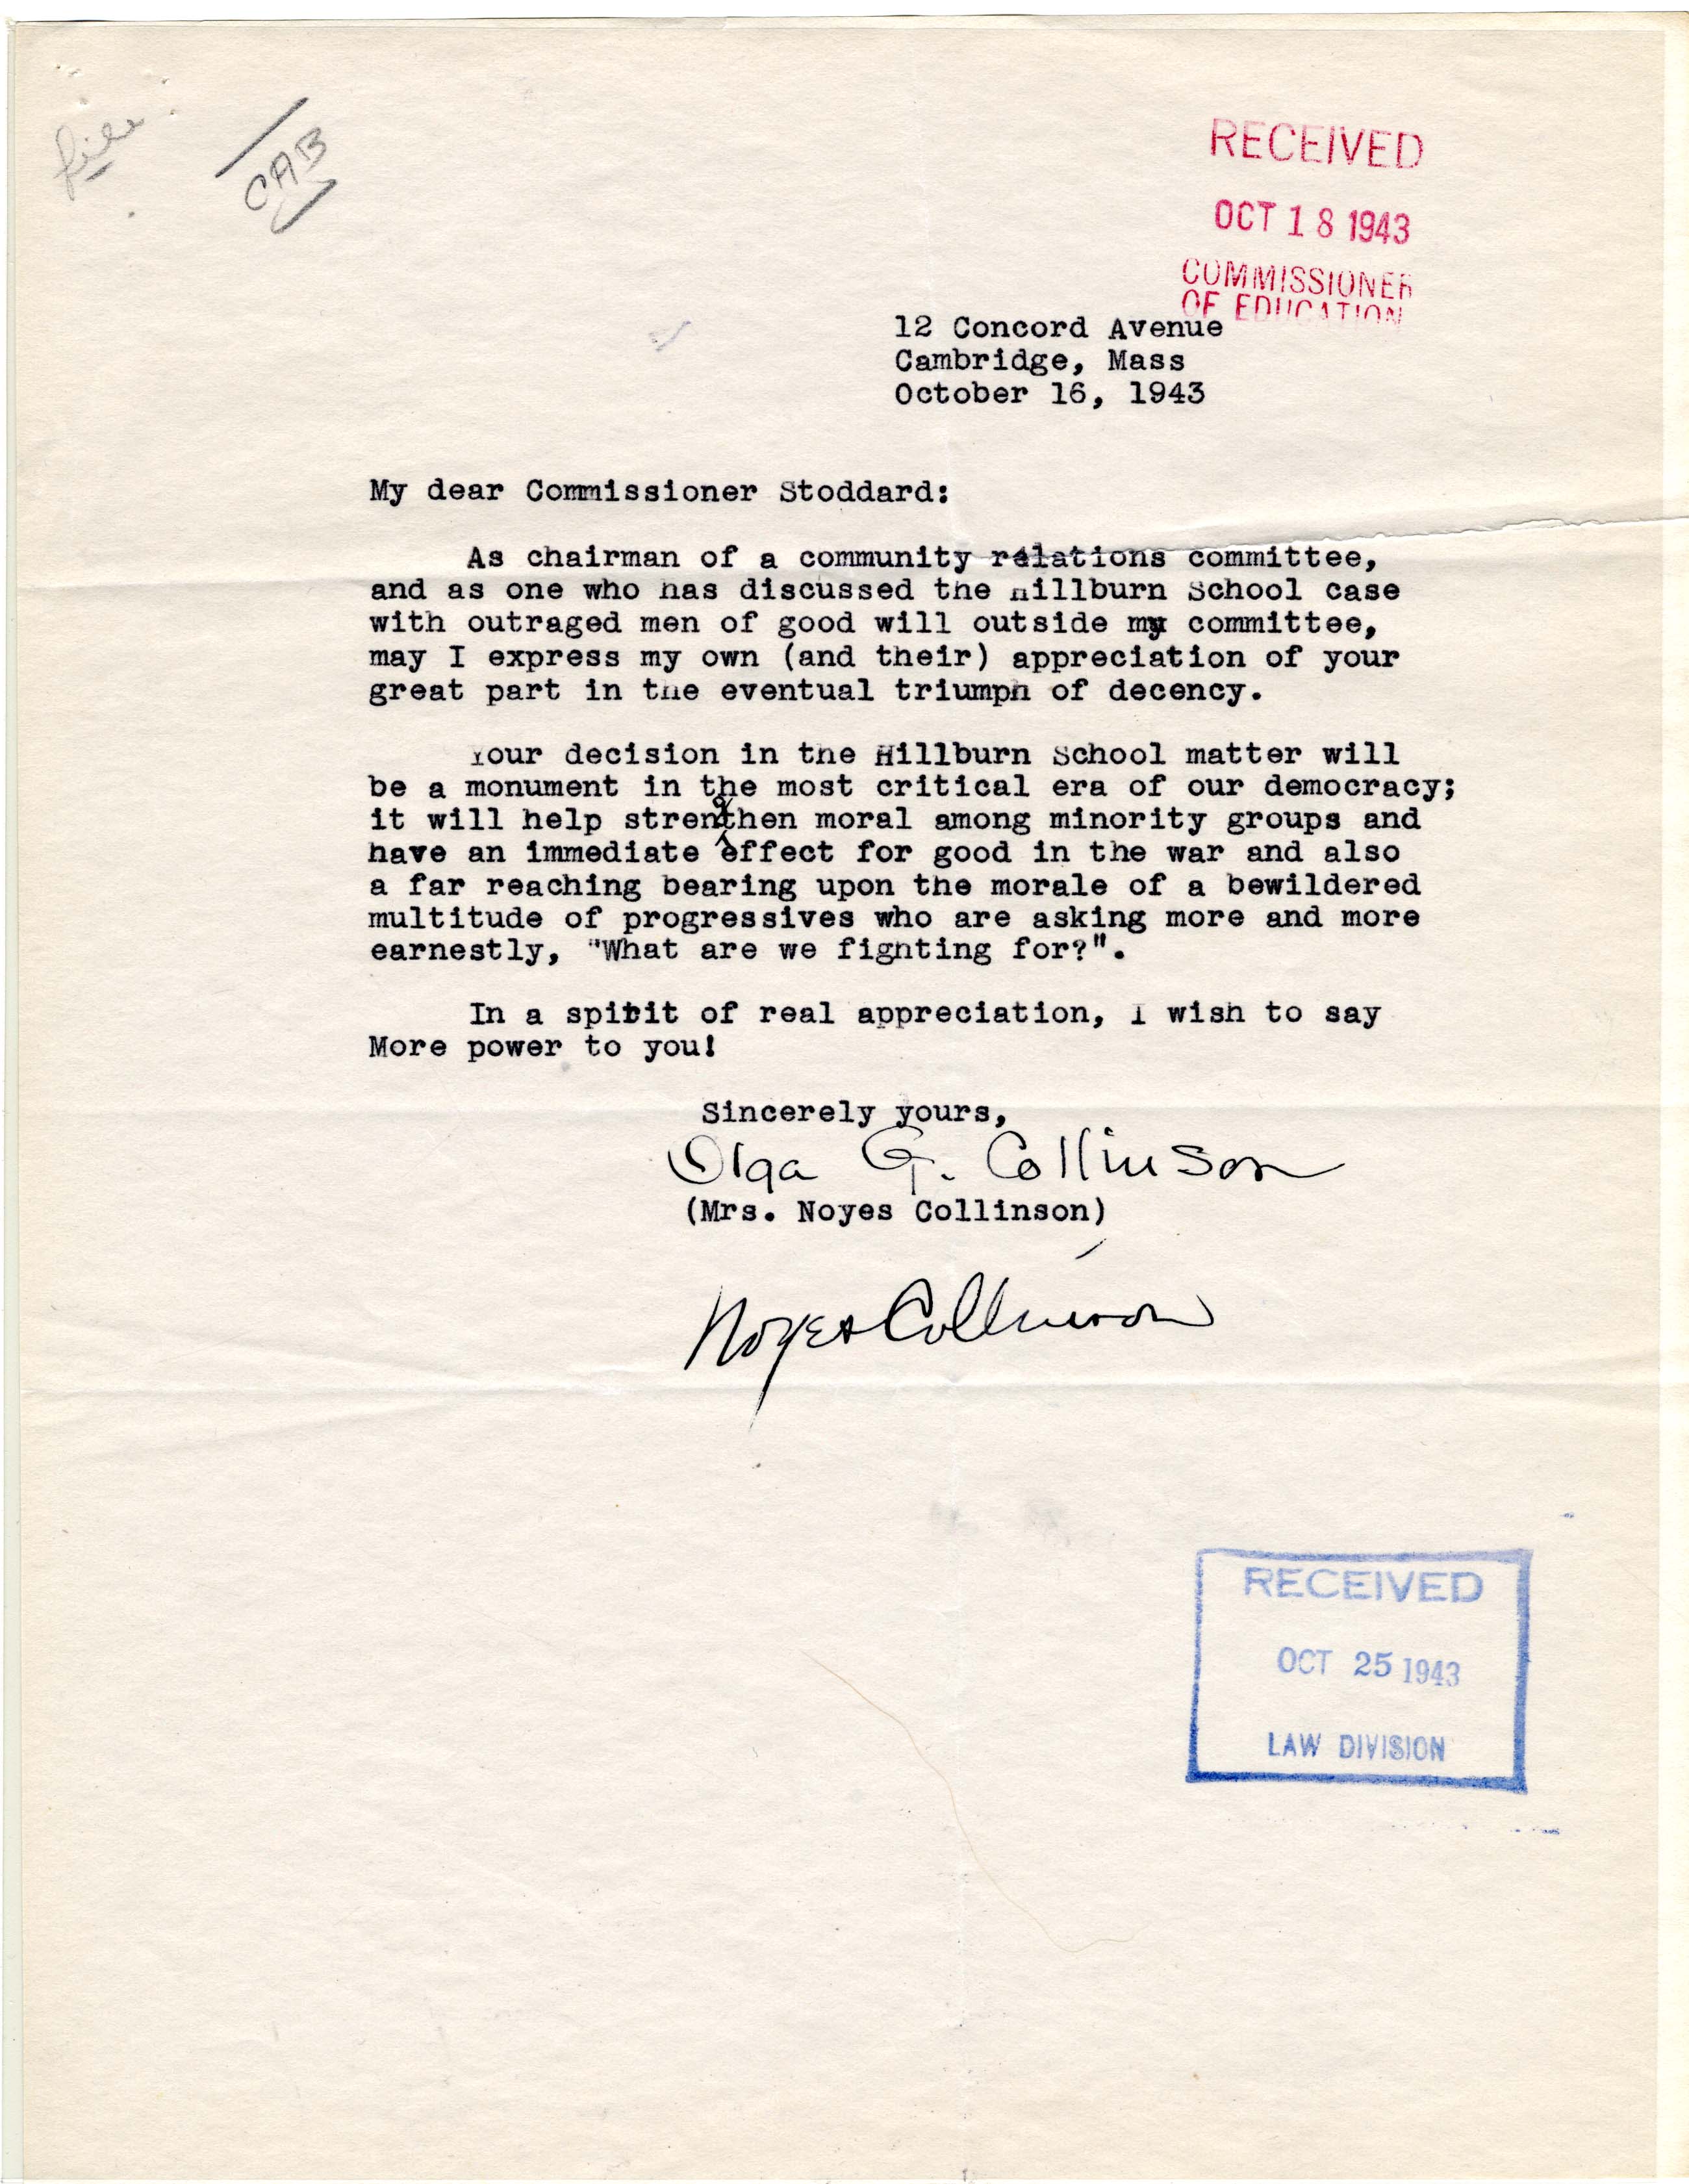 file
CAB
RECEIVED
OCT 18 1943
COMMISSIONER
OF EDUCATION
12 Concord Avenue
Cambridge, Mass
October 16, 1943
My dear Commissioner Stoddard:
As chairman of a community relations committee,
and as one who has discussed the Hillburn School case
with outraged men of good will outside my committee,
may I express my own (and their) appreciation of your
great part in the eventual triumph of decency.
Your decision in the Hillburn School matter will
be a monument in the most critical era of our democracy;
it will help strengthen moral among minority groups and
have an immediate effect for good in the war and also
a far reaching bearing upon the morale of a bewildered
multitude of progressives who are asking more and more
earnestly, "What are we fighting for?".
In a spirit of real appreciation, I wish to say
More power to you!
Sincerely yours,
Olga G. Collinson
(Mrs. Noyes Collinson)
Noyes Collinson
RECEIVED
OCT 25 1943
LAW DIVISION